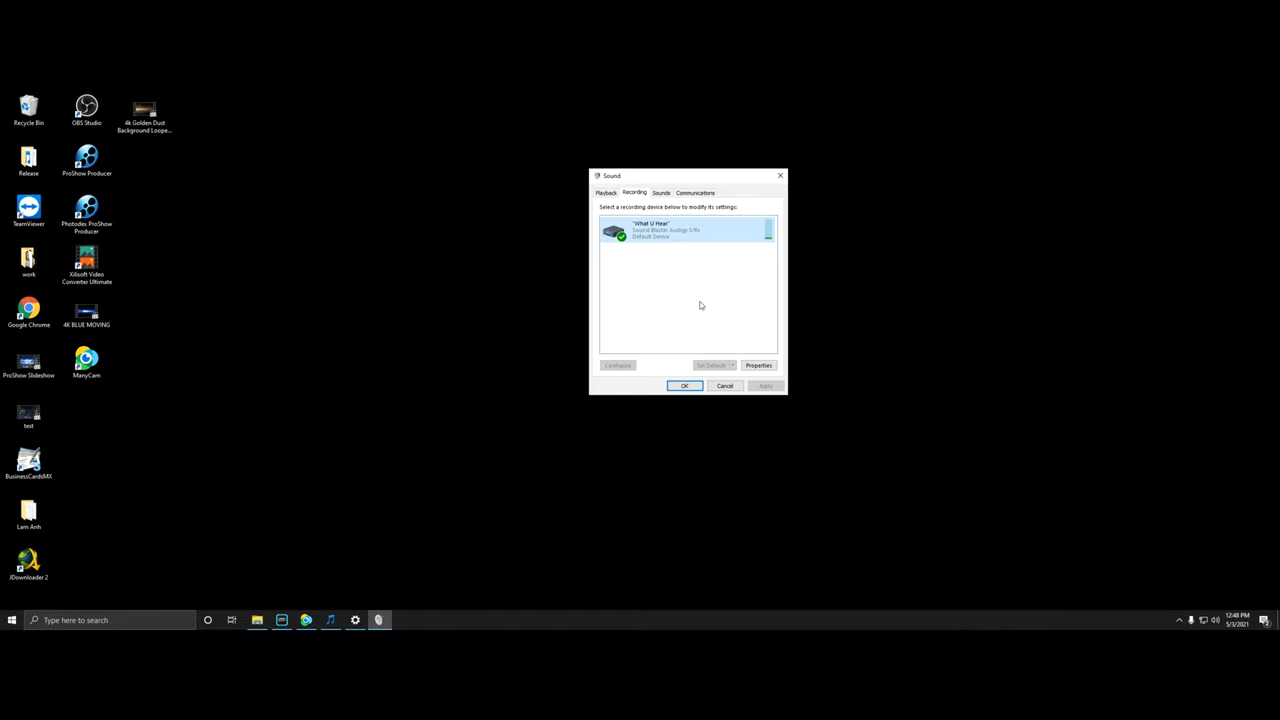 Recycle Bin
OBS Studio
4k Golden Dust
Background Loope...
Release
ProShow Producer
TeamViewer
Photodex ProShow
Producer
work
Xilisoft Video
Converter Ultimate
Google Chrome
4K BLUE MOVING
ProShow Slideshow
ManyCam
test
BusinessCardsMX
Lam Anh
JDownloader 2
Sound
Playback
Recording
Sounds
Communications
Select a recording device below to modify its settings:
"What U Hear"
Sound Blaster Audigy 5/Rx
Default Device
Configure
Set Default
Properties
OK
Cancel
Apply
Type here to search
12:48 PM
5/3/2021